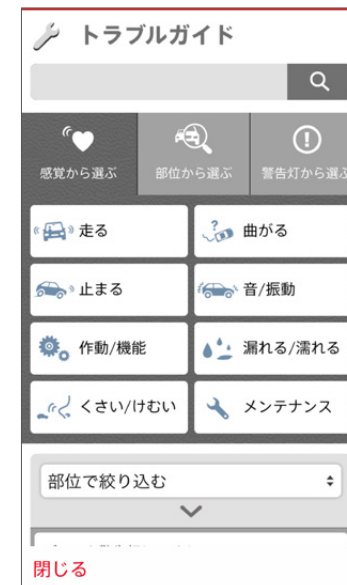 トラブルガイド
感覚から選ぶ
部位から選ぶ
警告灯から選ぶ
走る
曲がる
止まる
音/振動
作動/機能
漏れる/濡れる
くさい/けむい
メンテナンス
部位で絞り込む
閉じる